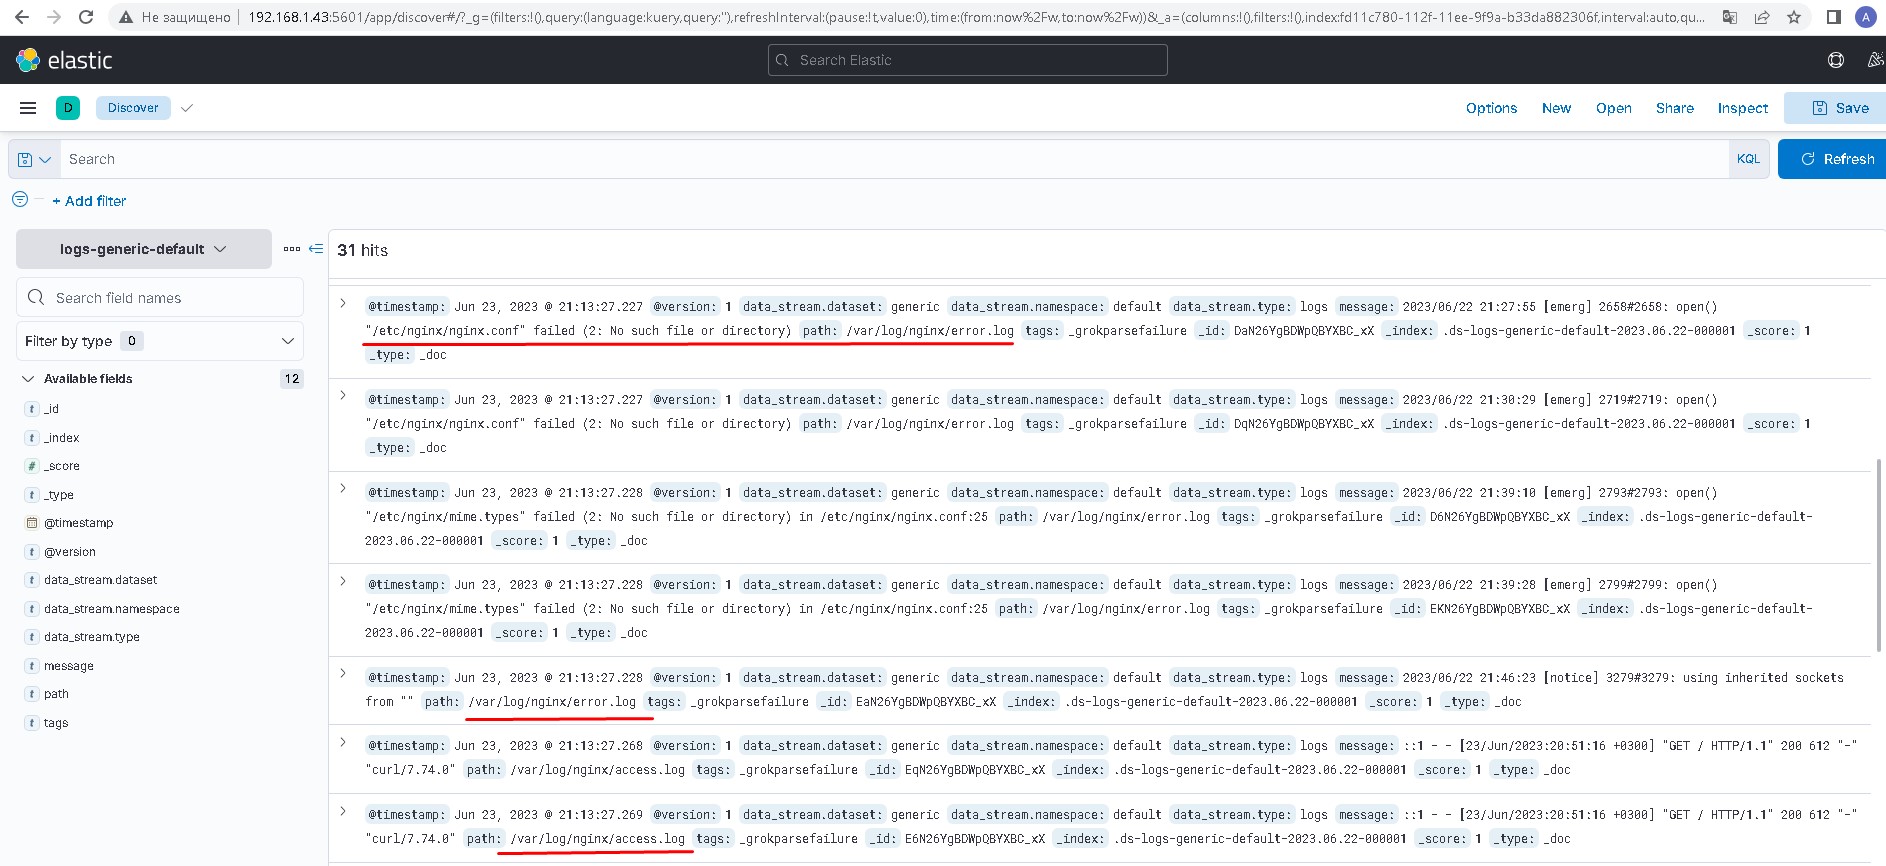 Не защищено 192.168.1.43:5601/app/discover#/?_g=(filters:!(),query:(language:kuery,query:''),refreshInterval:(pause:!t,value:0),time:(from:now%2Fw,to:now%2Fw))&_a=(columns:!(),filters:!(),index:fd11c780-112f-11ee-9f9a-b33da882306f,interval:auto,qu... A
elastic Search Elastic
D Discover Options New Open Share Inspect Save
Search KQL Refresh
+ Add filter
logs-generic-default
31 hits
Search field names
Filter by type 0
Available fields 12
_id
_index
_score
_type
@timestamp
@version
data_stream.dataset
data_stream.namespace
data_stream.type
message
path
tags
@timestamp: Jun 23, 2023 @ 21:13:27.227 @version: 1 data_stream.dataset: generic data_stream.namespace: default data_stream.type: logs message: 2023/06/22 21:27:55 [emerg] 2658#2658: open()
"/etc/nginx/nginx.conf" failed (2: No such file or directory) path: /var/log/nginx/error.log tags: _grokparsefailure _id: DaN26YgBDWpQBYXBC_xX _index: .ds-logs-generic-default-2023.06.22-000001 _score: 1
_type: _doc
@timestamp: Jun 23, 2023 @ 21:13:27.227 @version: 1 data_stream.dataset: generic data_stream.namespace: default data_stream.type: logs message: 2023/06/22 21:30:29 [emerg] 2719#2719: open()
"/etc/nginx/nginx.conf" failed (2: No such file or directory) path: /var/log/nginx/error.log tags: _grokparsefailure _id: DqN26YgBDWpQBYXBC_xX _index: .ds-logs-generic-default-2023.06.22-000001 _score: 1
_type: _doc
@timestamp: Jun 23, 2023 @ 21:13:27.228 @version: 1 data_stream.dataset: generic data_stream.namespace: default data_stream.type: logs message: 2023/06/22 21:39:10 [emerg] 2793#2793: open()
"/etc/nginx/mime.types" failed (2: No such file or directory) in /etc/nginx/nginx.conf:25 path: /var/log/nginx/error.log tags: _grokparsefailure _id: D6N26YgBDWpQBYXBC_xX _index: .ds-logs-generic-default-
2023.06.22-000001 _score: 1 _type: _doc
@timestamp: Jun 23, 2023 @ 21:13:27.228 @version: 1 data_stream.dataset: generic data_stream.namespace: default data_stream.type: logs message: 2023/06/22 21:39:28 [emerg] 2799#2799: open()
"/etc/nginx/mime.types" failed (2: No such file or directory) in /etc/nginx/nginx.conf:25 path: /var/log/nginx/error.log tags: _grokparsefailure _id: EKN26YgBDWpQBYXBC_xX _index: .ds-logs-generic-default-
2023.06.22-000001 _score: 1 _type: _doc
@timestamp: Jun 23, 2023 @ 21:13:27.228 @version: 1 data_stream.dataset: generic data_stream.namespace: default data_stream.type: logs message: 2023/06/22 21:46:23 [notice] 3279#3279: using inherited sockets
from "" path: /var/log/nginx/error.log tags: _grokparsefailure _id: EaN26YgBDWpQBYXBC_xX _index: .ds-logs-generic-default-2023.06.22-000001 _score: 1 _type: _doc
@timestamp: Jun 23, 2023 @ 21:13:27.268 @version: 1 data_stream.dataset: generic data_stream.namespace: default data_stream.type: logs message: ::1 - - [23/Jun/2023:20:51:16 +0300] "GET / HTTP/1.1" 200 612 "-"
"curl/7.74.0" path: /var/log/nginx/access.log tags: _grokparsefailure _id: EqN26YgBDWpQBYXBC_xX _index: .ds-logs-generic-default-2023.06.22-000001 _score: 1 _type: _doc
@timestamp: Jun 23, 2023 @ 21:13:27.269 @version: 1 data_stream.dataset: generic data_stream.namespace: default data_stream.type: logs message: ::1 - - [23/Jun/2023:20:51:16 +0300] "GET / HTTP/1.1" 200 612 "-"
"curl/7.74.0" path: /var/log/nginx/access.log tags: _grokparsefailure _id: E6N26YgBDWpQBYXBC_xX _index: .ds-logs-generic-default-2023.06.22-000001 _score: 1 _type: _doc